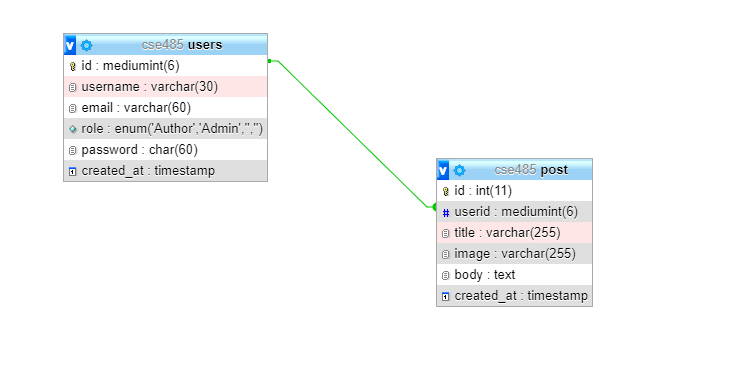 v cse485 users
id : mediumint(6)
username : varchar(30)
email : varchar(60)
role : enum('Author','Admin','','')
password : char(60)
created_at : timestamp
v cse485 post
id : int(11)
# userid : mediumint(6)
title : varchar(255)
image : varchar(255)
body : text
created_at : timestamp